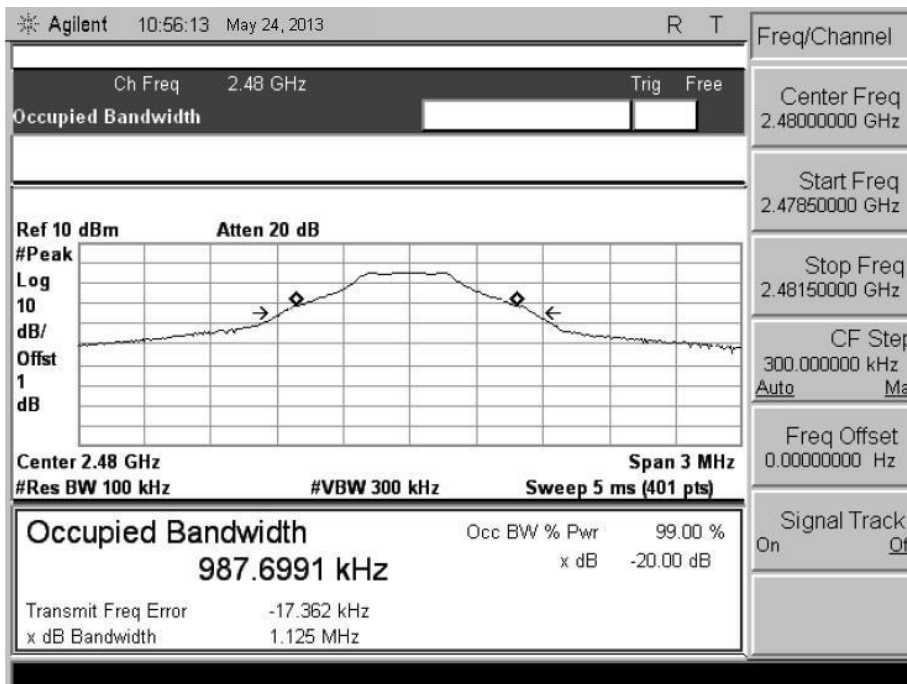 Agilent 10:56:13 May 24, 2013 R T
Ch Freq 2.48 GHz Trig Free
Occupied Bandwidth
Ref 10 dBm Atten 20 dB
#Peak
Log
10
dB/
Offst
1
dB
Center 2.48 GHz Span 3 MHz
#Res BW 100 kHz #VBW 300 kHz Sweep 5 ms (401 pts)
Occupied Bandwidth
987.6991 kHz
Occ BW % Pwr 99.00 %
x dB -20.00 dB
Transmit Freq Error -17.362 kHz
x dB Bandwidth 1.125 MHz
Freq/Channel
Center Freq
2.48000000 GHz
Start Freq
2.47850000 GHz
Stop Freq
2.48150000 GHz
CF Step
300.000000 kHz
Auto Ma
Freq Offset
0.00000000 Hz
Signal Track
On Of